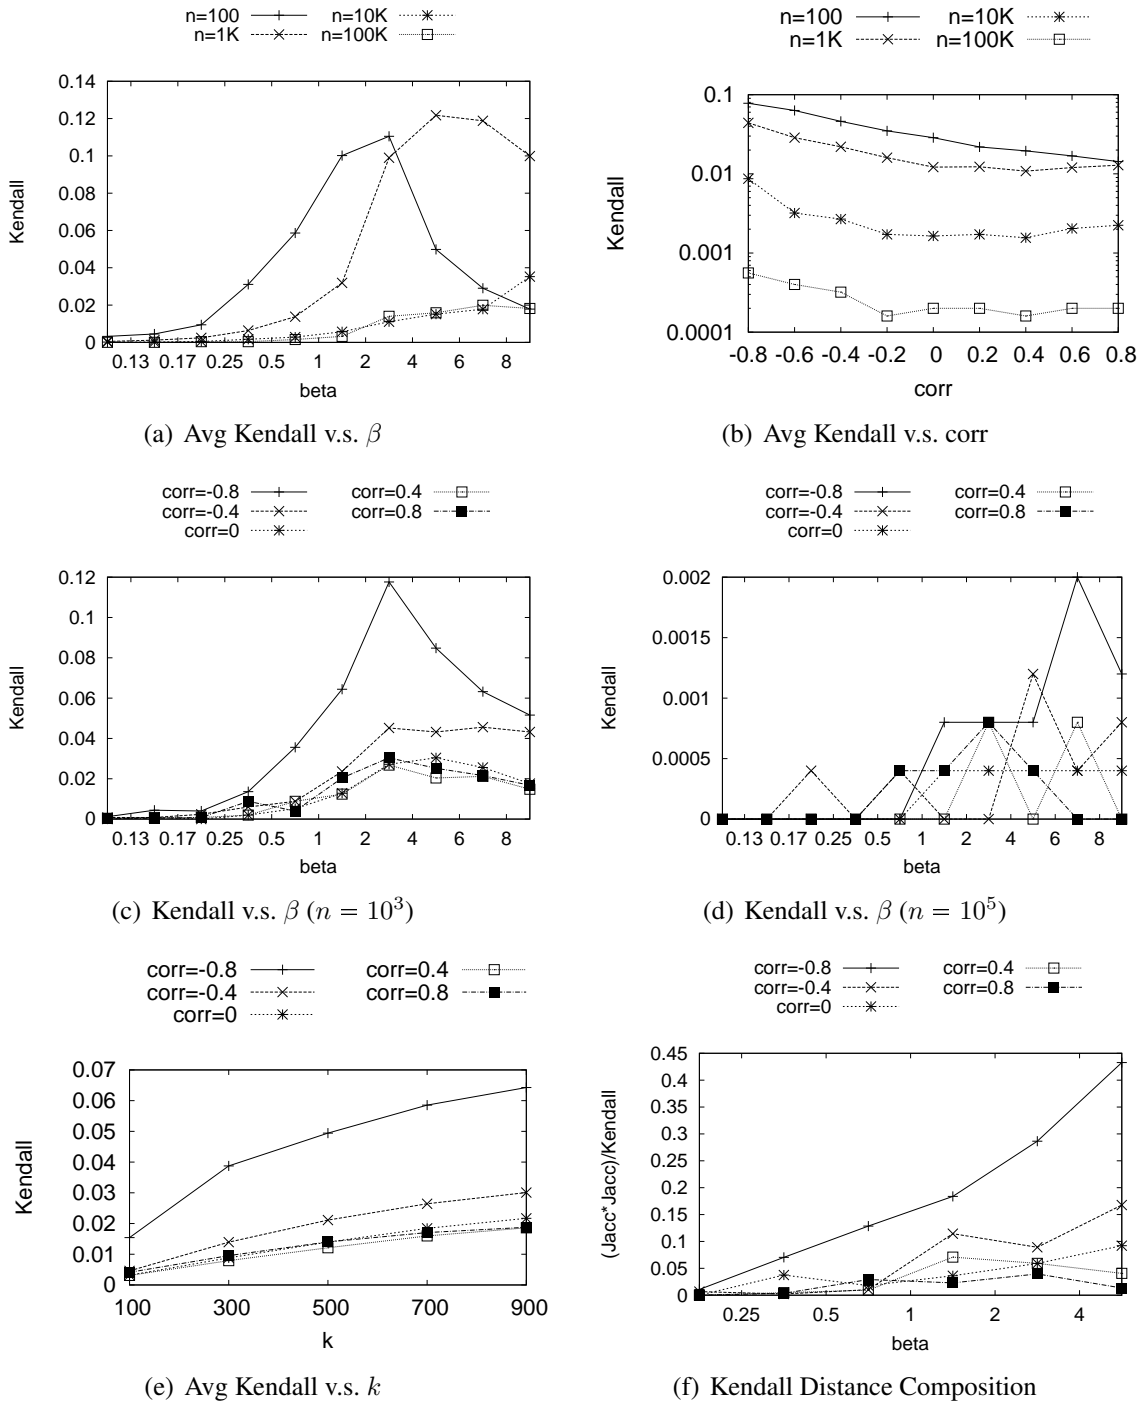 n=100 n=10K
n=1K n=100K
0.14
0.12
0.1
0.08
0.06
0.04
0.02
0
Kendall
0.13 0.17 0.25 0.5 1 2 4 6 8
beta
(a) Avg Kendall v.s. β
n=100 n=10K
n=1K n=100K
0.1
0.01
0.001
0.0001
Kendall
-0.8 -0.6 -0.4 -0.2 0 0.2 0.4 0.6 0.8
corr
(b) Avg Kendall v.s. corr
corr=-0.8 corr=0.4
corr=-0.4 corr=0.8
corr=0
0.12
0.1
0.08
0.06
0.04
0.02
0
Kendall
0.13 0.17 0.25 0.5 1 2 4 6 8
beta
(c) Kendall v.s. β (n = 10³)
corr=-0.8 corr=0.4
corr=-0.4 corr=0.8
corr=0
0.002
0.0015
0.001
0.0005
0
Kendall
0.13 0.17 0.25 0.5 1 2 4 6 8
beta
(d) Kendall v.s. β (n = 10⁵)
corr=-0.8 corr=0.4
corr=-0.4 corr=0.8
corr=0
0.07
0.06
0.05
0.04
0.03
0.02
0.01
0
Kendall
100 300 500 700 900
k
(e) Avg Kendall v.s. k
corr=-0.8 corr=0.4
corr=-0.4 corr=0.8
corr=0
0.45
0.4
0.35
0.3
0.25
0.2
0.15
0.1
0.05
0
(Jacc*Jacc)/Kendall
0.25 0.5 1 2 4
beta
(f) Kendall Distance Composition